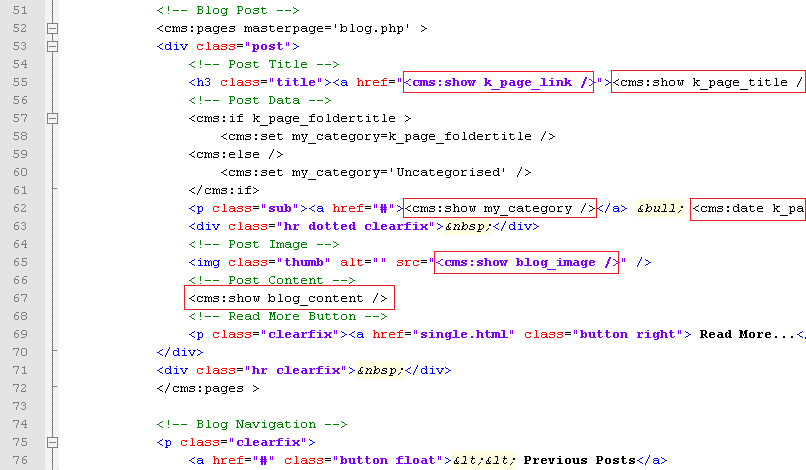 51 <!-- Blog Post -->
52 <cms:pages masterpage='blog.php' >
53 <div class="post">
54 <!-- Post Title -->
55 <h3 class="title"><a href="<cms:show k_page_link />"><cms:show k_page_title /
56 <!-- Post Data -->
57 <cms:if k_page_foldertitle >
58 <cms:set my_category=k_page_foldertitle />
59 <cms:else />
60 <cms:set my_category='Uncategorised' />
61 </cms:if>
62 <p class="sub"><a href="#"><cms:show my_category /></a> &bull; <cms:date k_pa
63 <div class="hr dotted clearfix">&nbsp;</div>
64 <!-- Post Image -->
65 <img class="thumb" alt="" src="<cms:show blog_image />" />
66 <!-- Post Content -->
67 <cms:show blog_content />
68 <!-- Read More Button -->
69 <p class="clearfix"><a href="single.html" class="button right"> Read More...<
70 </div>
71 <div class="hr clearfix">&nbsp;</div>
72 </cms:pages >
73
74 <!-- Blog Navigation -->
75 <p class="clearfix">
76 <a href="#" class="button float">&lt;&lt; Previous Posts</a>